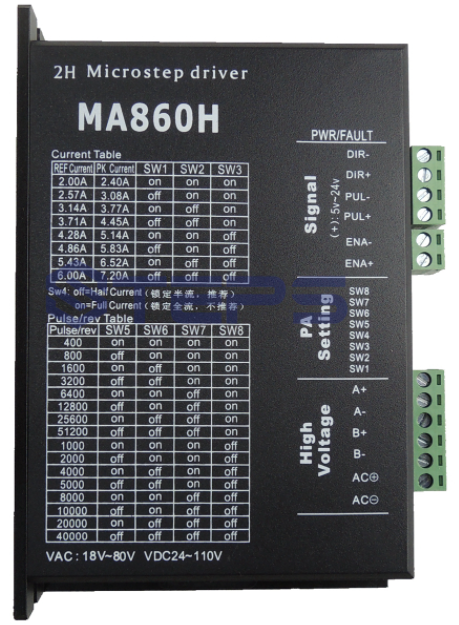 2H Microstep driver
MA860H
Current Table
REF Current PK Current SW1 SW2 SW3
2.00A 2.40A on on on
2.57A 3.08A off on on
3.14A 3.77A on off on
3.71A 4.45A off off on
4.28A 5.14A on on off
4.86A 5.83A off on off
5.43A 6.52A on off off
6.00A 7.20A off off off
Sw4: off=Half Current (锁定半流，推荐)
on=Full Current (锁定全流，不推荐)
Pulse/rev Table
Pulse/rev SW5 SW6 SW7 SW8
400 on on on on
800 off on on on
1600 on off on on
3200 off off on on
6400 on on off on
12800 off on off on
25600 on off off on
51200 off off off on
1000 on on on off
2000 off on on off
4000 on off on off
5000 off off on off
8000 on on off off
10000 off on off off
20000 on off off off
40000 off off off off
VAC : 18V~80V VDC24~110V
PWR/FAULT
Signal
(+): 5v~24v
DIR-
DIR+
PUL-
PUL+
ENA-
ENA+
PA
Setting
SW8
SW7
SW6
SW5
SW4
SW3
SW2
SW1
High
Voltage
A+
A-
B+
B-
AC⊕
AC⊖